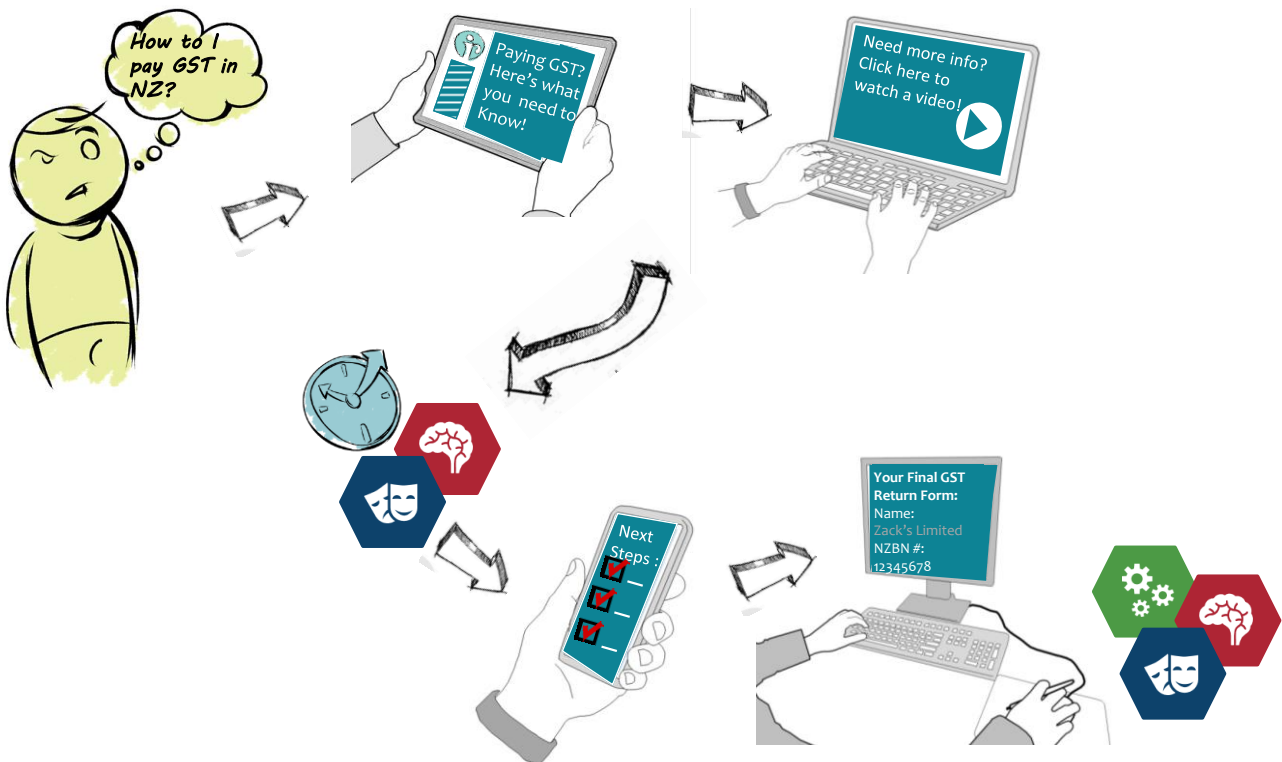 How to I
pay GST in
NZ?
ir
Paying GST?
Here's what
you need to
Know!
Need more info?
Click here to
watch a video!
Next
Steps :
Your Final GST
Return Form:
Name:
Zack's Limited
NZBN #:
12345678